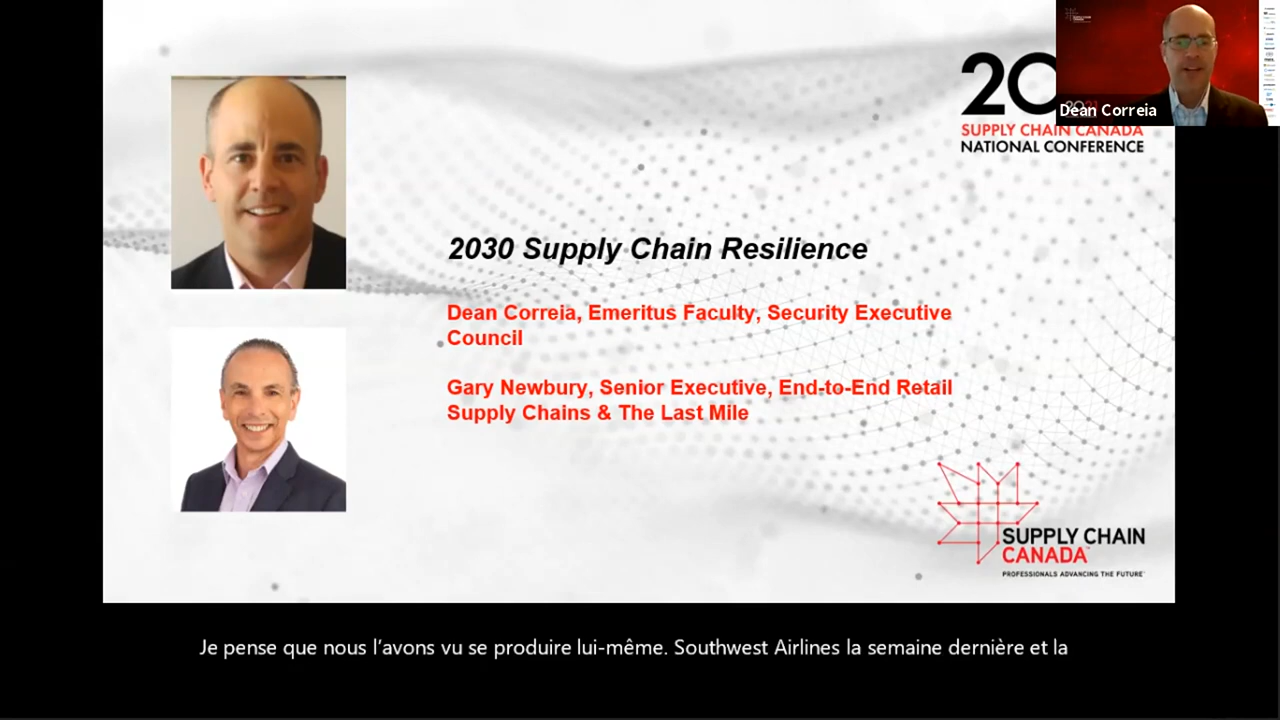 20
SUPPLY CHAIN CANADA
NATIONAL CONFERENCE
Dean Correia
2030 Supply Chain Resilience
Dean Correia, Emeritus Faculty, Security Executive
Council
Gary Newbury, Senior Executive, End-to-End Retail
Supply Chains & The Last Mile
SUPPLY CHAIN
CANADA™
PROFESSIONALS ADVANCING THE FUTURE™
Je pense que nous l’avons vu se produire lui-même. Southwest Airlines la semaine dernière et la